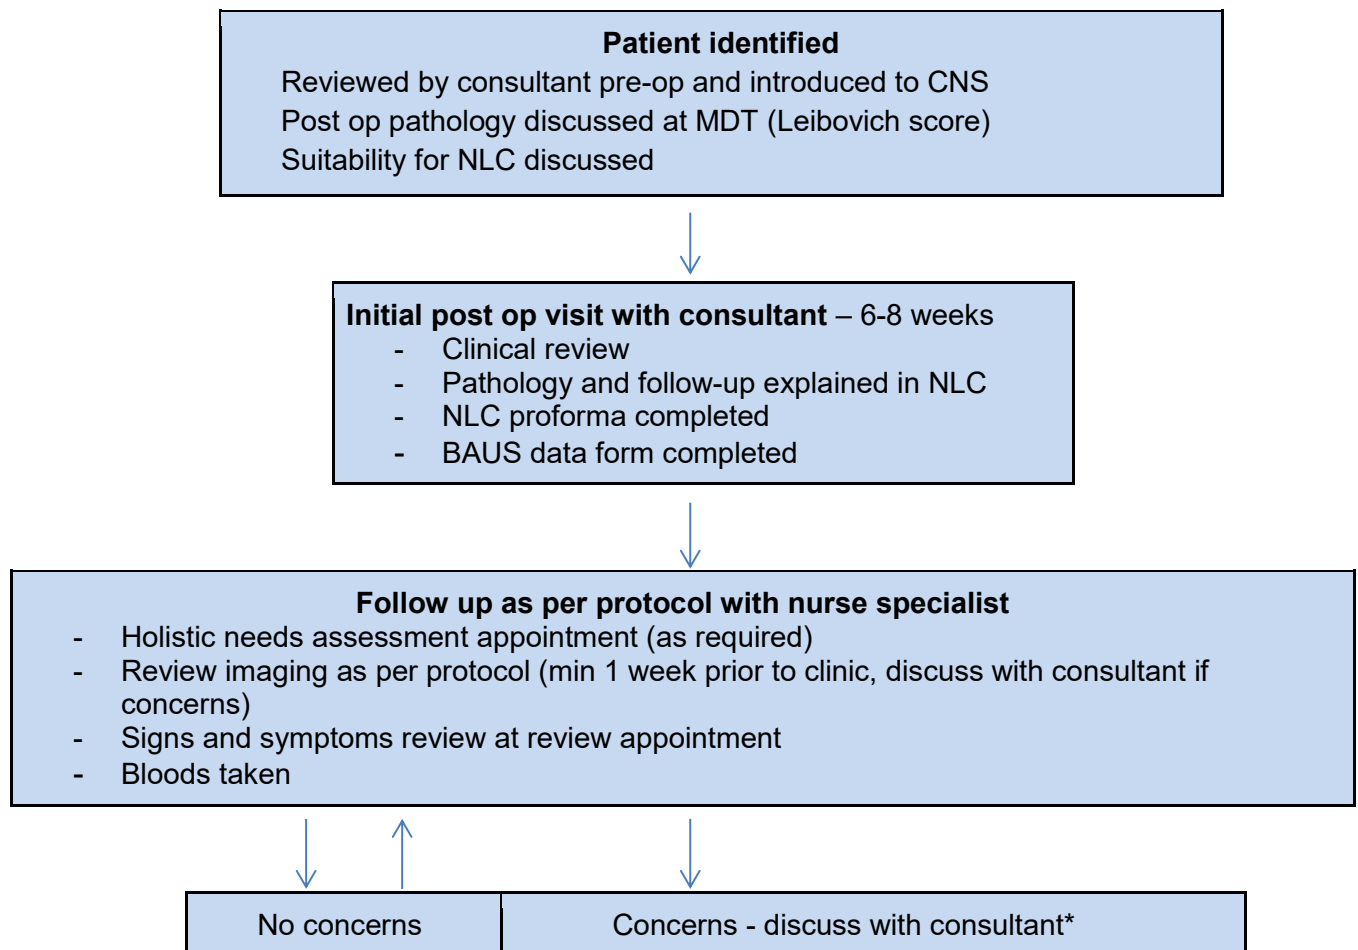 Patient identified
Reviewed by consultant pre-op and introduced to CNS
Post op pathology discussed at MDT (Leibovich score)
Suitability for NLC discussed
Initial post op visit with consultant – 6-8 weeks
- Clinical review
- Pathology and follow-up explained in NLC
- NLC proforma completed
- BAUS data form completed
Follow up as per protocol with nurse specialist
- Holistic needs assessment appointment (as required)
- Review imaging as per protocol (min 1 week prior to clinic, discuss with consultant if
concerns)
- Signs and symptoms review at review appointment
- Bloods taken
No concerns
Concerns - discuss with consultant*